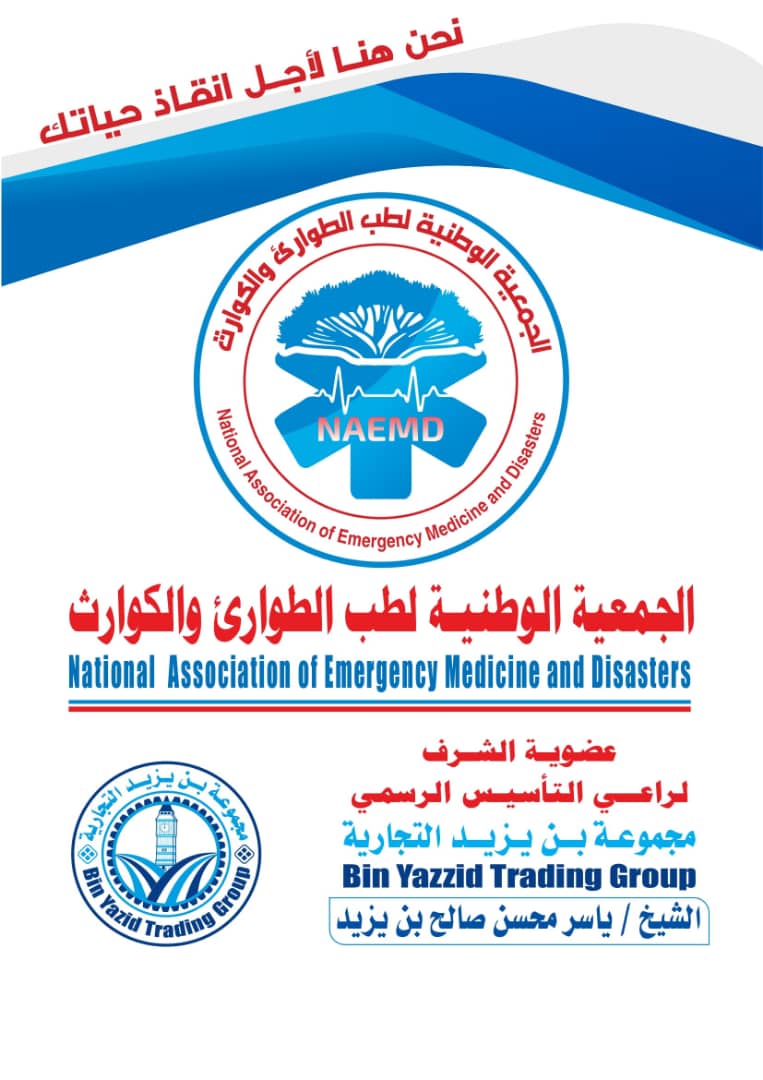 نحن هنا لأجل انقاذ حياتك
الجمعية الوطنية لطب الطوارئ والكوارث
NAEMD
National Association of Emergency Medicine and Disasters
الجمعية الوطنية لطب الطوارئ والكوارث
National Association of Emergency Medicine and Disasters
عضوية الشرف
لراعي التأسيس الرسمي
مجموعة بن يزيد التجارية
Bin Yazzid Trading Group
الشيخ / ياسر محسن صالح بن يزيد
مجموعة بن يزيد التجارية
Bin Yazid Trading Group